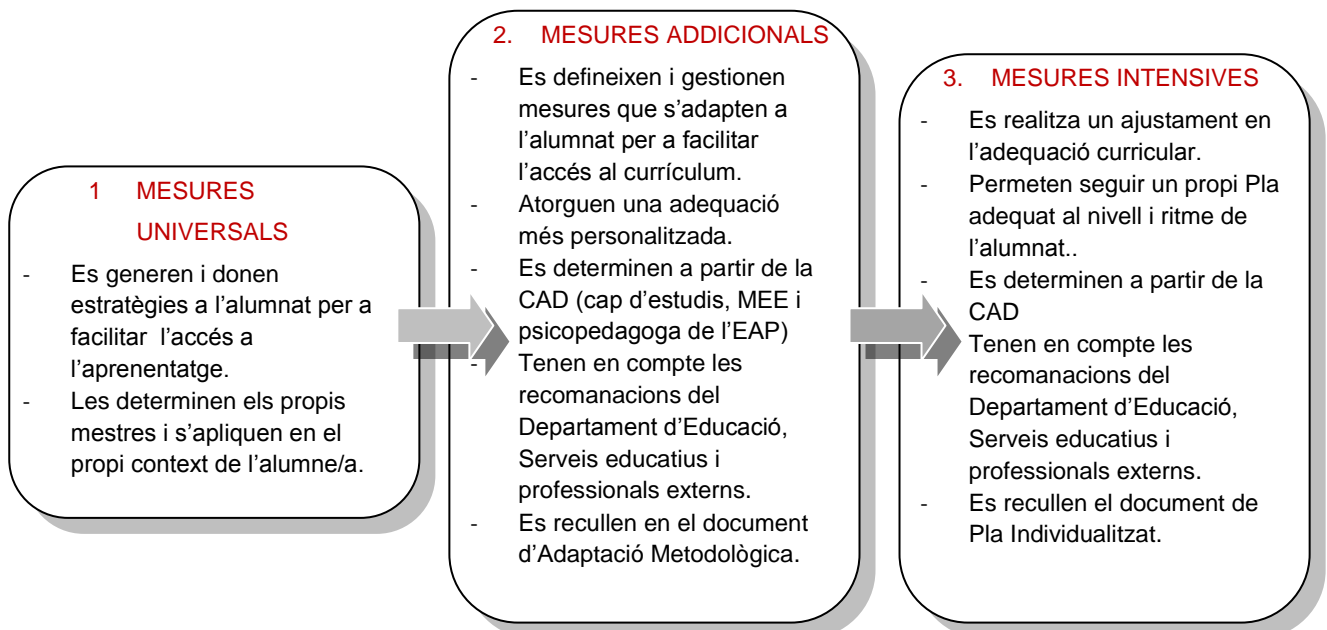 1 MESURES
UNIVERSALS
- Es generen i donen
estratègies a l’alumnat per a
facilitar l’accés a
l’aprenentatge.
- Les determinen els propis
mestres i s’apliquen en el
propi context de l’alumne/a.
2. MESURES ADDICIONALS
- Es defineixen i gestionen
mesures que s’adapten a
l’alumnat per a facilitar
l’accés al currículum.
- Atorguen una adequació
més personalitzada.
- Es determinen a partir de la
CAD (cap d’estudis, MEE i
psicopedagoga de l’EAP)
- Tenen en compte les
recomanacions del
Departament d’Educació,
Serveis educatius i
professionals externs.
- Es recullen en el document
d’Adaptació Metodològica.
3. MESURES INTENSIVES
- Es realitza un ajustament en
l’adequació curricular.
- Permeten seguir un propi Pla
adequat al nivell i ritme de
l’alumnat..
- Es determinen a partir de la
CAD
Tenen en compte les
recomanacions del
Departament d’Educació,
Serveis educatius i
professionals externs.
- Es recullen el document de
Pla Individualitzat.